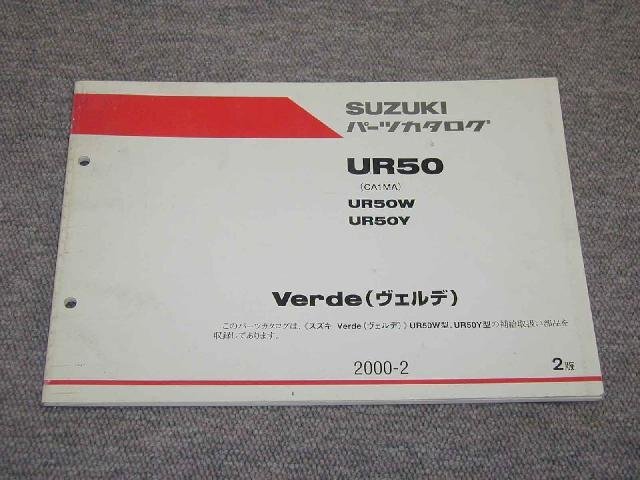 SUZUKI
パーツカタログ
UR50
(CA1MA)
UR50W
UR50Y
Verde(ヴェルデ)
このパーツカタログは、《スズキ Verde(ヴェルデ)》UR50W型、UR50Y型の補給取扱い部品を
収録してあります。
2000-2
2版